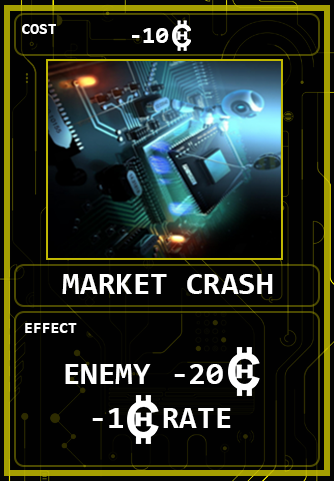 COST
-10
MARKET CRASH
EFFECT
ENEMY -20
-1 RATE